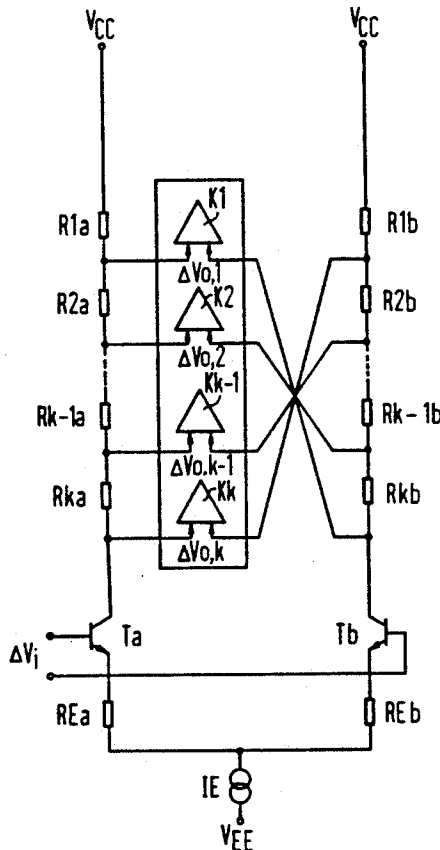 VCC VCC
K1
R1a R1b
ΔVo,1
K2
R2a R2b
ΔVo,2
Kk-1
Rk-1a Rk-1b
ΔVo,k-1
Kk
Rka Rkb
ΔVo,k
Ta Tb
ΔVi
REa REb
IE
VEE